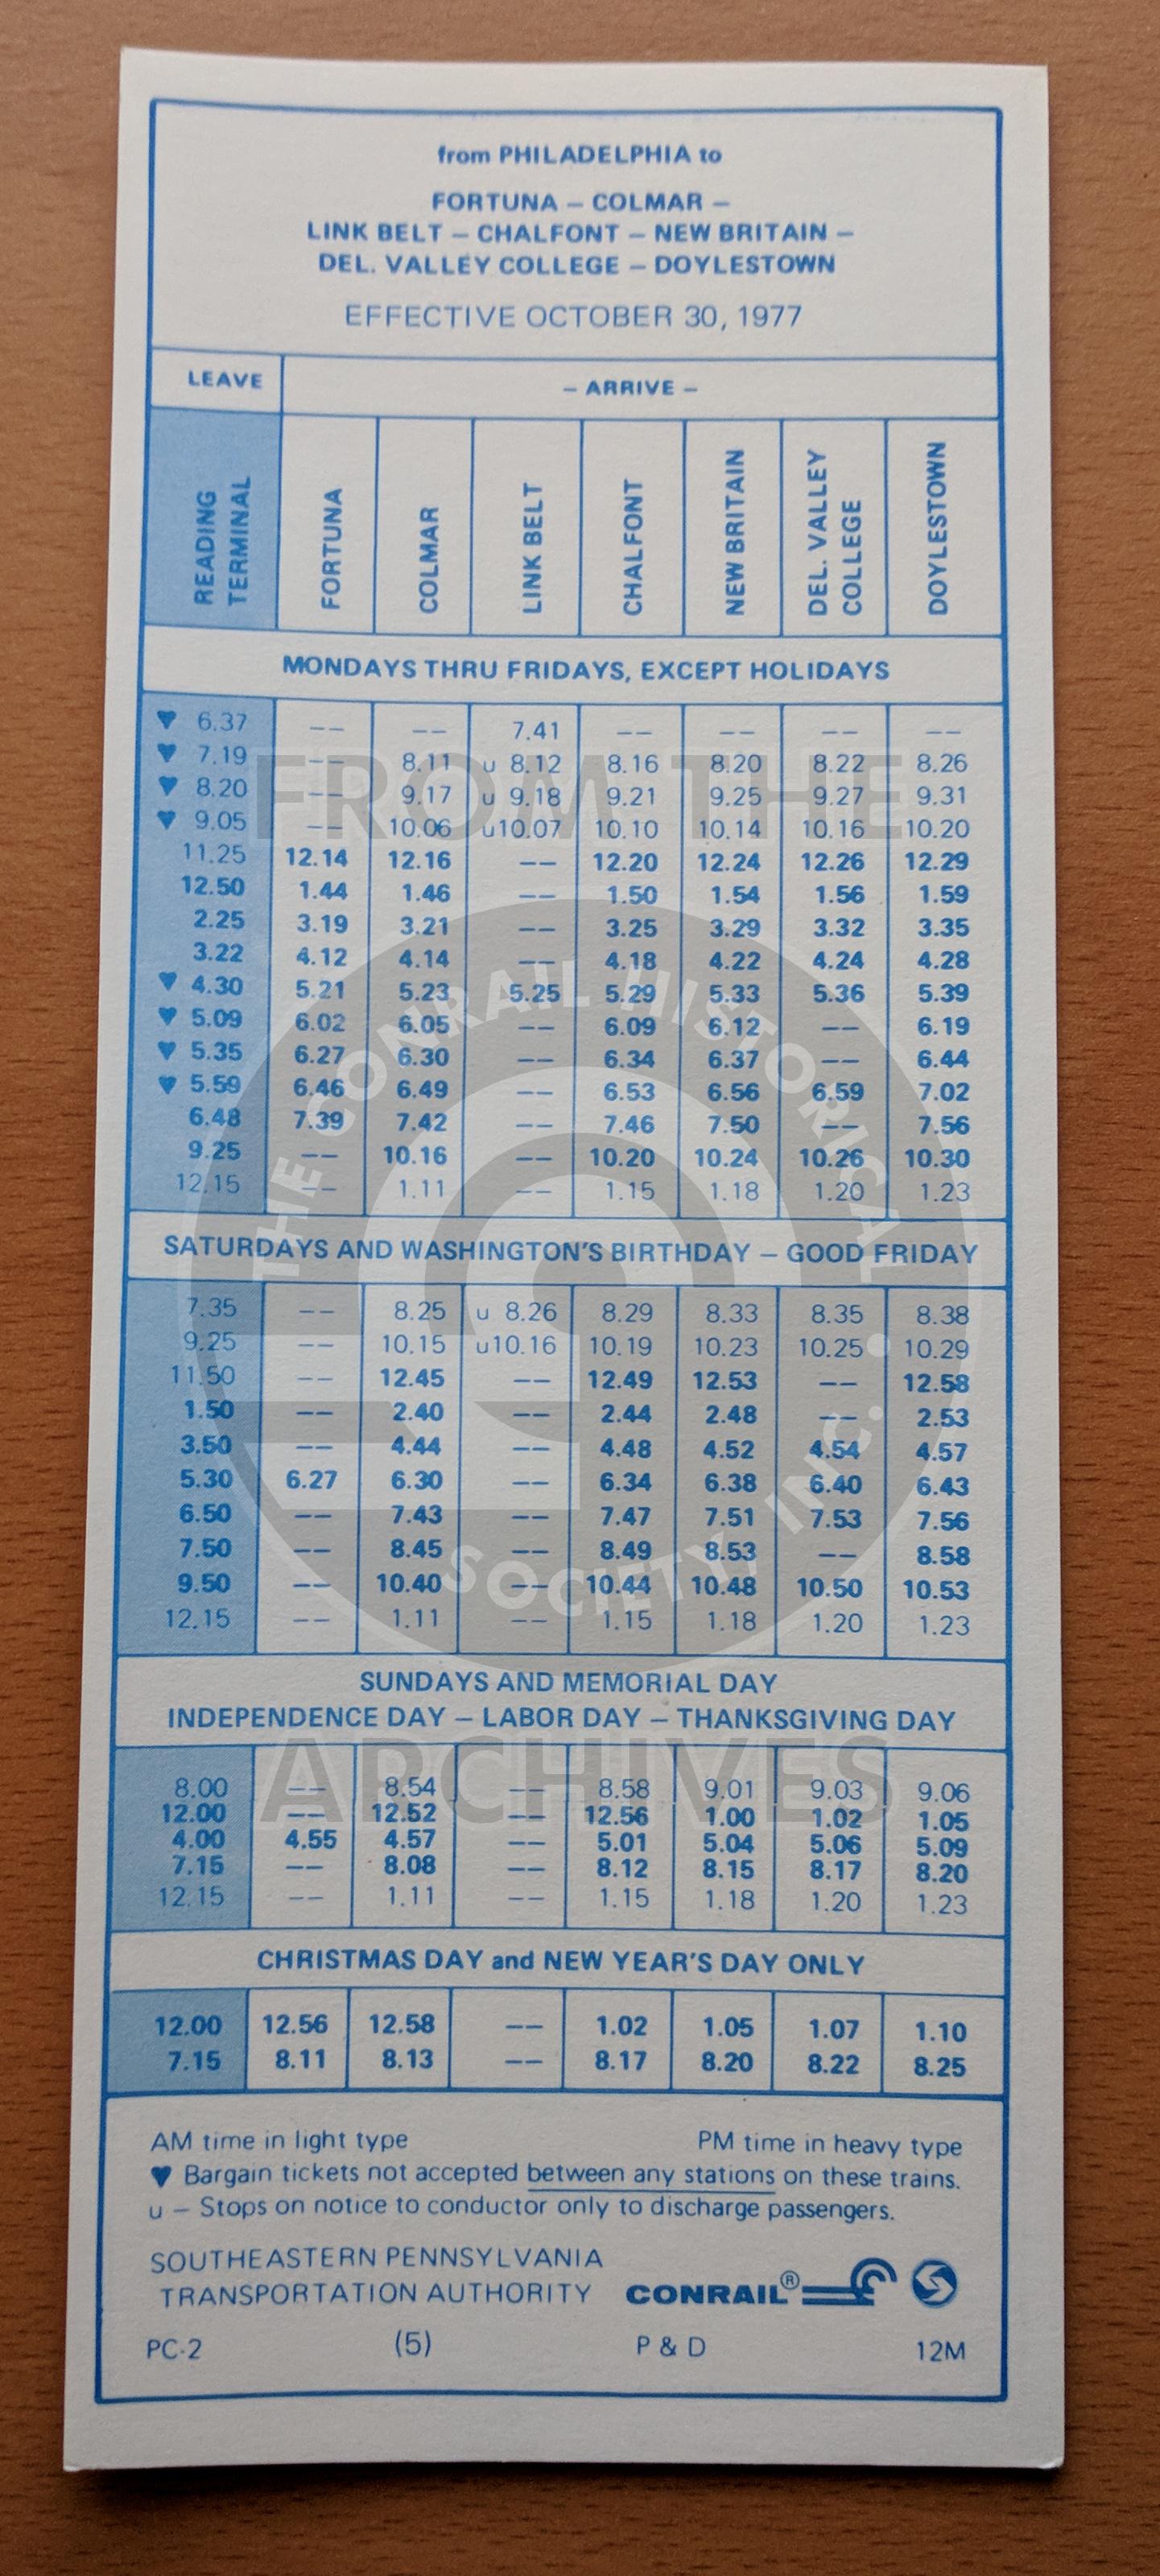 from PHILADELPHIA to
FORTUNA – COLMAR –
LINK BELT – CHALFONT – NEW BRITAIN –
DEL. VALLEY COLLEGE – DOYLESTOWN
EFFECTIVE OCTOBER 30, 1977
LEAVE – ARRIVE –
READING TERMINAL FORTUNA COLMAR LINK BELT CHALFONT NEW BRITAIN DEL. VALLEY COLLEGE DOYLESTOWN
MONDAYS THRU FRIDAYS, EXCEPT HOLIDAYS
♥ 6.37 –– –– 7.41 –– –– –– ––
♥ 7.19 –– 8.11 u 8.12 8.16 8.20 8.22 8.26
♥ 8.20 –– 9.17 u 9.18 9.21 9.25 9.27 9.31
♥ 9.05 –– 10.06 u10.07 10.10 10.14 10.16 10.20
11.25 12.14 12.16 –– 12.20 12.24 12.26 12.29
12.50 1.44 1.46 –– 1.50 1.54 1.56 1.59
2.25 3.19 3.21 –– 3.25 3.29 3.32 3.35
3.22 4.12 4.14 –– 4.18 4.22 4.24 4.28
♥ 4.30 5.21 5.23 5.25 5.29 5.33 5.36 5.39
♥ 5.09 6.02 6.05 –– 6.09 6.12 –– 6.19
♥ 5.35 6.27 6.30 –– 6.34 6.37 –– 6.44
♥ 5.59 6.46 6.49 –– 6.53 6.56 6.59 7.02
6.48 7.39 7.42 –– 7.46 7.50 –– 7.56
9.25 –– 10.16 –– 10.20 10.24 10.26 10.30
12.15 –– 1.11 –– 1.15 1.18 1.20 1.23
SATURDAYS AND WASHINGTON'S BIRTHDAY – GOOD FRIDAY
7.35 –– 8.25 u 8.26 8.29 8.33 8.35 8.38
9.25 –– 10.15 u10.16 10.19 10.23 10.25 10.29
11.50 –– 12.45 –– 12.49 12.53 –– 12.58
1.50 –– 2.40 –– 2.44 2.48 –– 2.53
3.50 –– 4.44 –– 4.48 4.52 4.54 4.57
5.30 6.27 6.30 –– 6.34 6.38 6.40 6.43
6.50 –– 7.43 –– 7.47 7.51 7.53 7.56
7.50 –– 8.45 –– 8.49 8.53 –– 8.58
9.50 –– 10.40 –– 10.44 10.48 10.50 10.53
12.15 –– 1.11 –– 1.15 1.18 1.20 1.23
SUNDAYS AND MEMORIAL DAY
INDEPENDENCE DAY – LABOR DAY – THANKSGIVING DAY
8.00 –– 8.54 –– 8.58 9.01 9.03 9.06
12.00 –– 12.52 –– 12.56 1.00 1.02 1.05
4.00 4.55 4.57 –– 5.01 5.04 5.06 5.09
7.15 –– 8.08 –– 8.12 8.15 8.17 8.20
12.15 –– 1.11 –– 1.15 1.18 1.20 1.23
CHRISTMAS DAY and NEW YEAR'S DAY ONLY
12.00 12.56 12.58 –– 1.02 1.05 1.07 1.10
7.15 8.11 8.13 –– 8.17 8.20 8.22 8.25
AM time in light type PM time in heavy type
♥ Bargain tickets not accepted between any stations on these trains.
u – Stops on notice to conductor only to discharge passengers.
SOUTHEASTERN PENNSYLVANIA
TRANSPORTATION AUTHORITY CONRAIL®
PC-2 (5) P & D 12M
FROM THE
THE CONRAIL HISTORICAL
SOCIETY, INC.
ARCHIVES